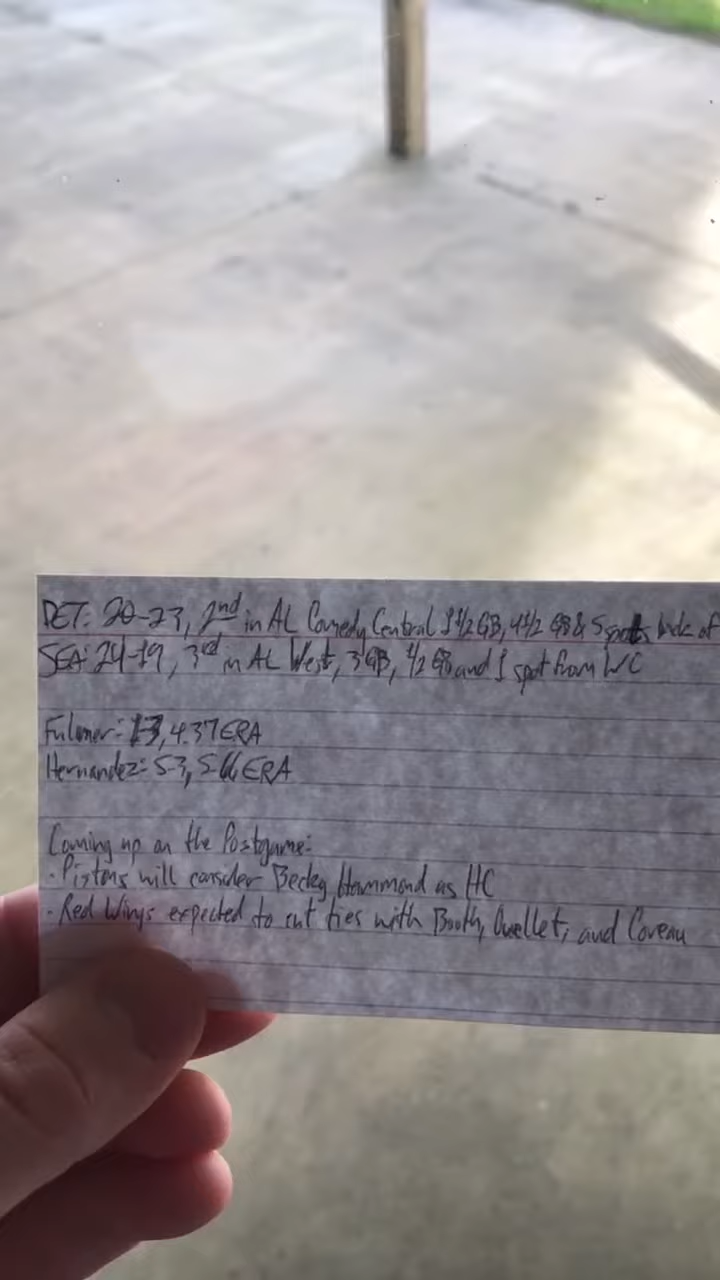 DET: 20-23, 2nd in AL Comedy Central 1 1/2 GB, 4 1/2 GB & 5 spots back of
SEA: 24-19, 3rd in AL West, 3 GB, 1/2 GB and 1 spot from WC
Fulmer: 1-3, 4.37 ERA
Hernandez: 5-3, 5.66 ERA
Coming up on the Postgame:
· Pistons will consider Becky Hammond as HC
· Red Wings expected to cut ties with Booth, Ouellet, and Coreau